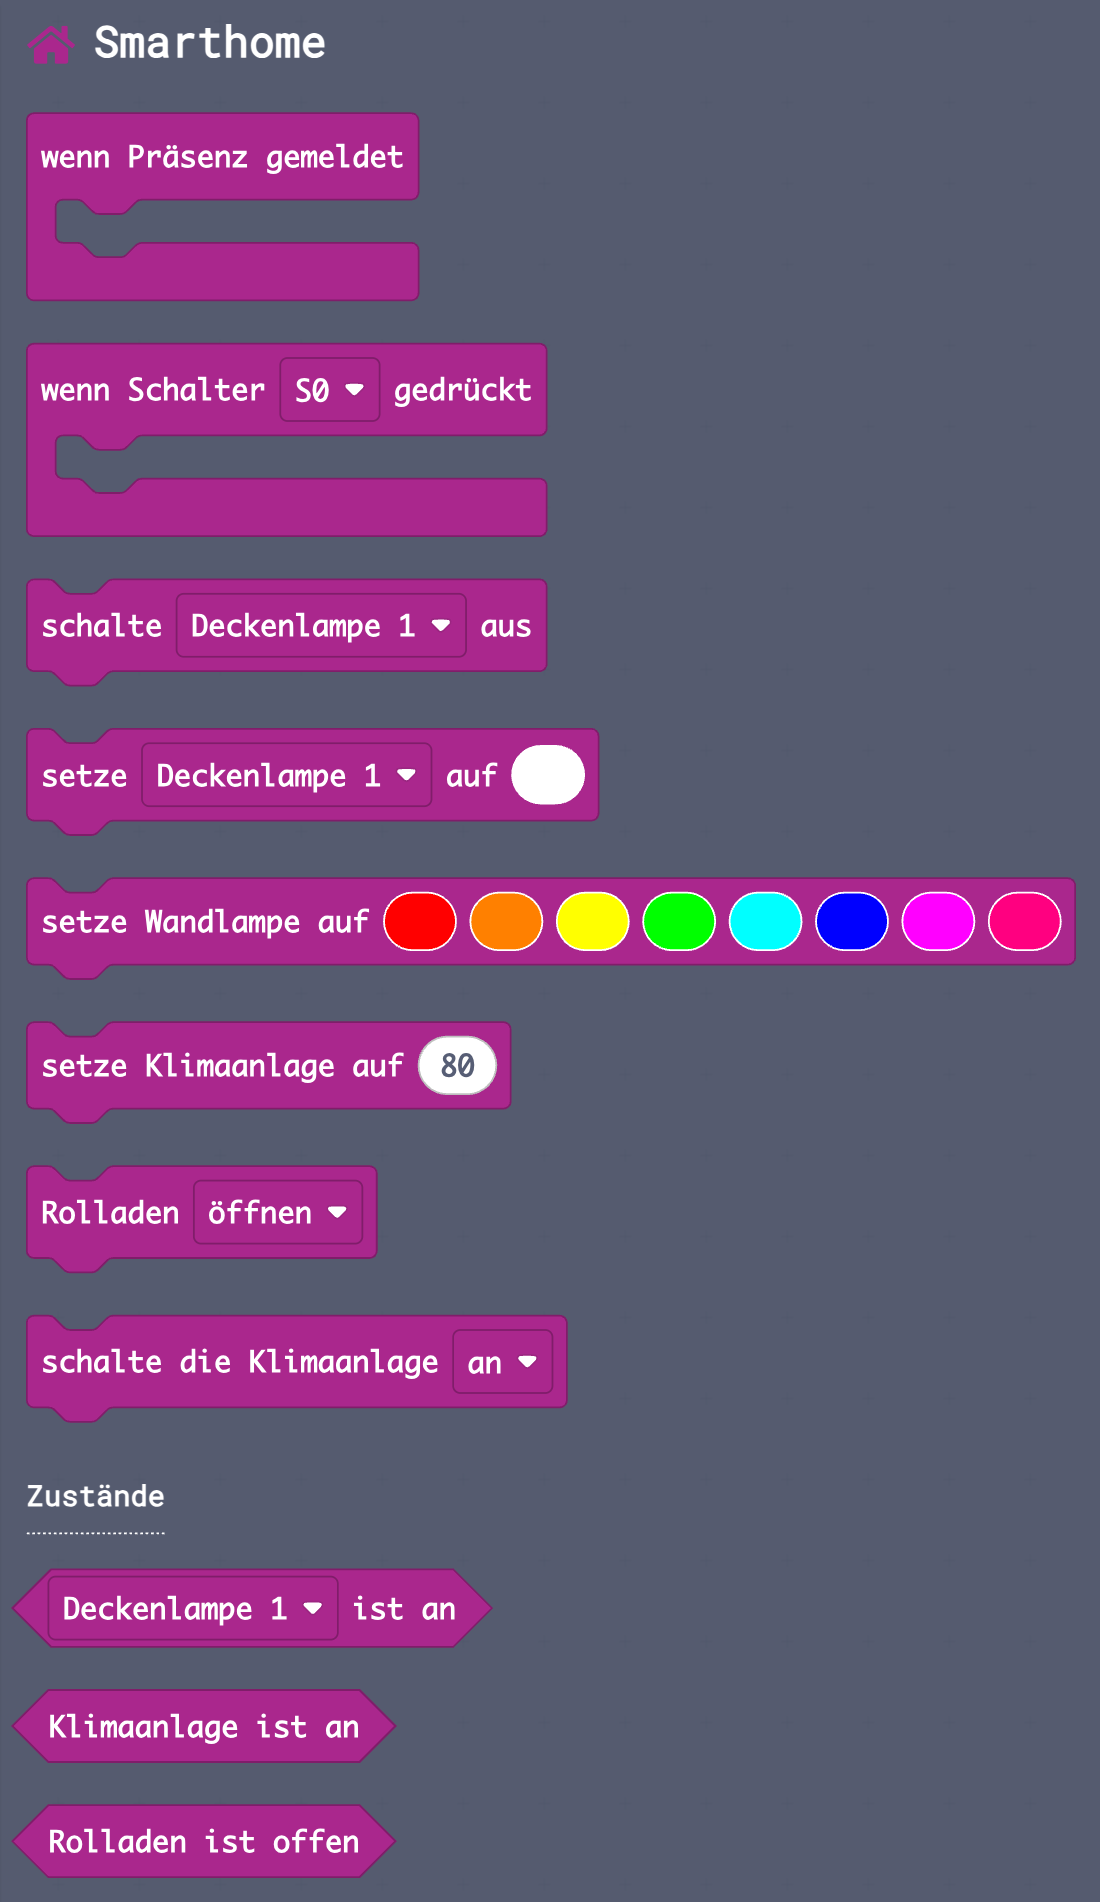 Smarthome
wenn Präsenz gemeldet
wenn Schalter S0 gedrückt
schalte Deckenlampe 1 aus
setze Deckenlampe 1 auf
setze Wandlampe auf
setze Klimaanlage auf 80
Rolladen öffnen
schalte die Klimaanlage an
Zustände
Deckenlampe 1 ist an
Klimaanlage ist an
Rolladen ist offen